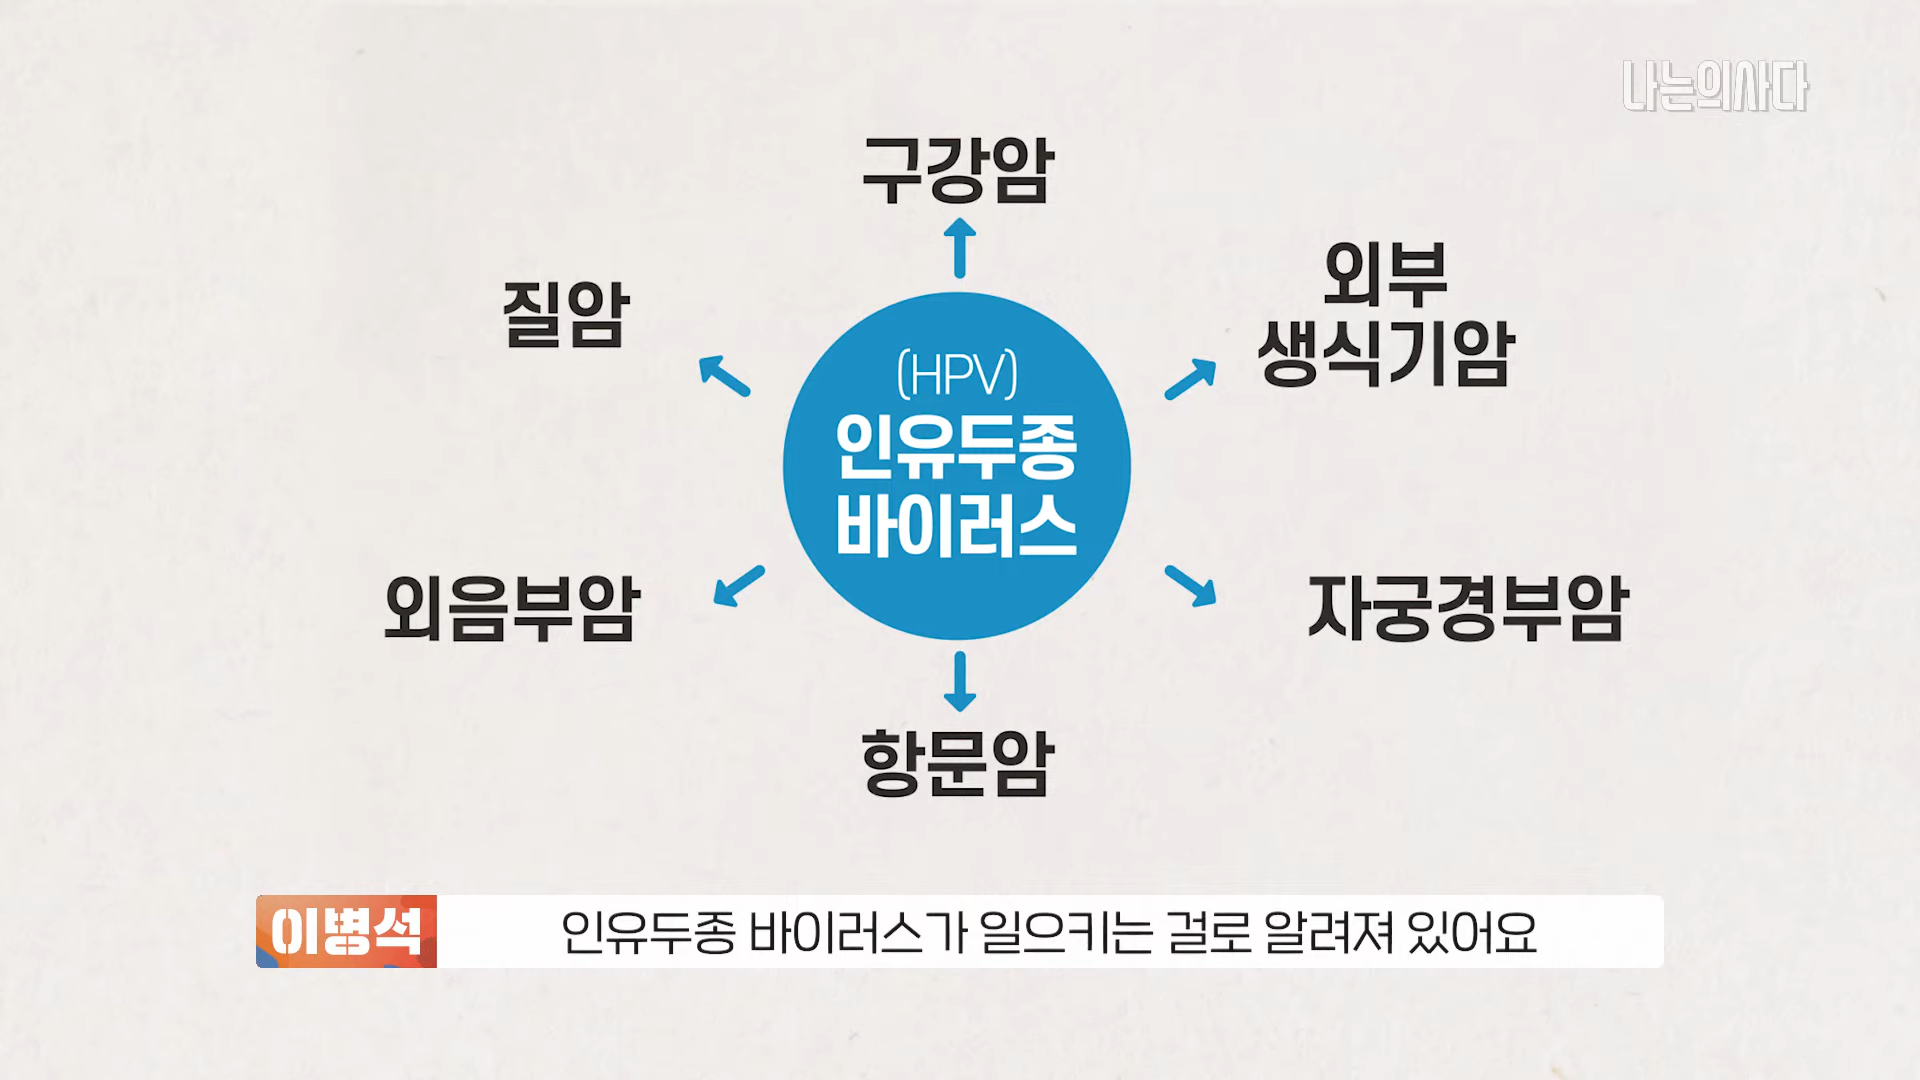 나는의사다
구강암
외부
생식기암
질암
(HPV)
인유두종
바이러스
외음부암
자궁경부암
항문암
이병석
인유두종 바이러스가 일으키는 걸로 알려져 있어요